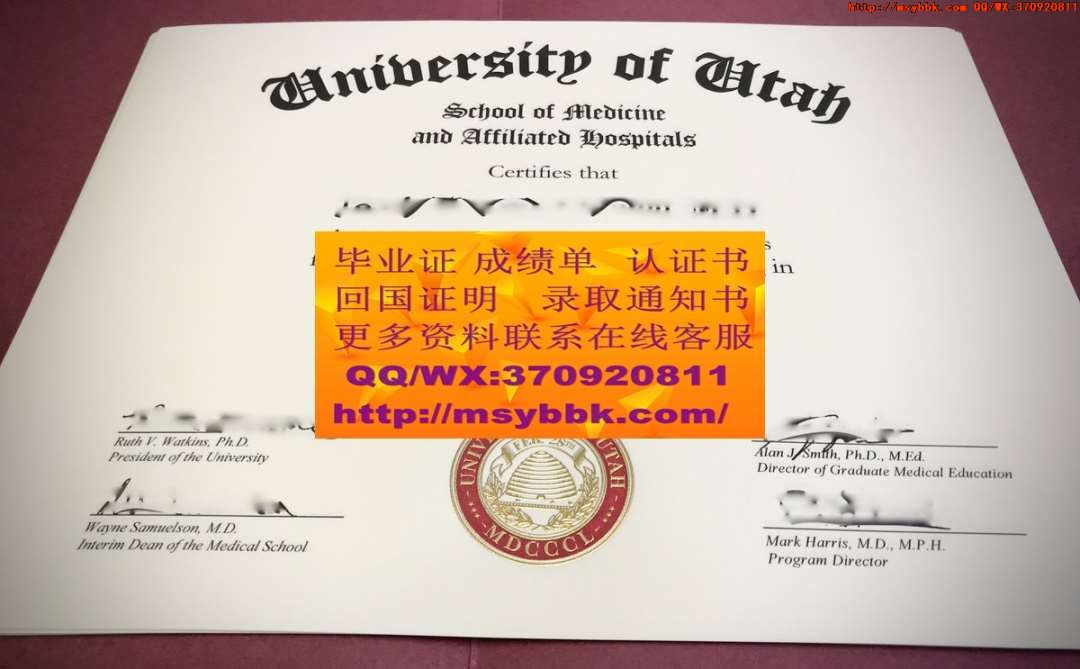 http://msybbk.com QQ/WX:370920811
University of Utah
School of Medicine
and Affiliated Hospitals
Certifies that
in
毕业证 成绩单 认证书
回国证明 录取通知书
更多资料联系在线客服
QQ/WX:370920811
http://msybbk.com/
Ruth V. Watkins, Ph.D.
President of the University
Alan J. Smith, Ph.D., M.Ed.
Director of Graduate Medical Education
Wayne Samuelson, M.D.
Interim Dean of the Medical School
Mark Harris, M.D., M.P.H.
Program Director
UTAH
MDCCCL